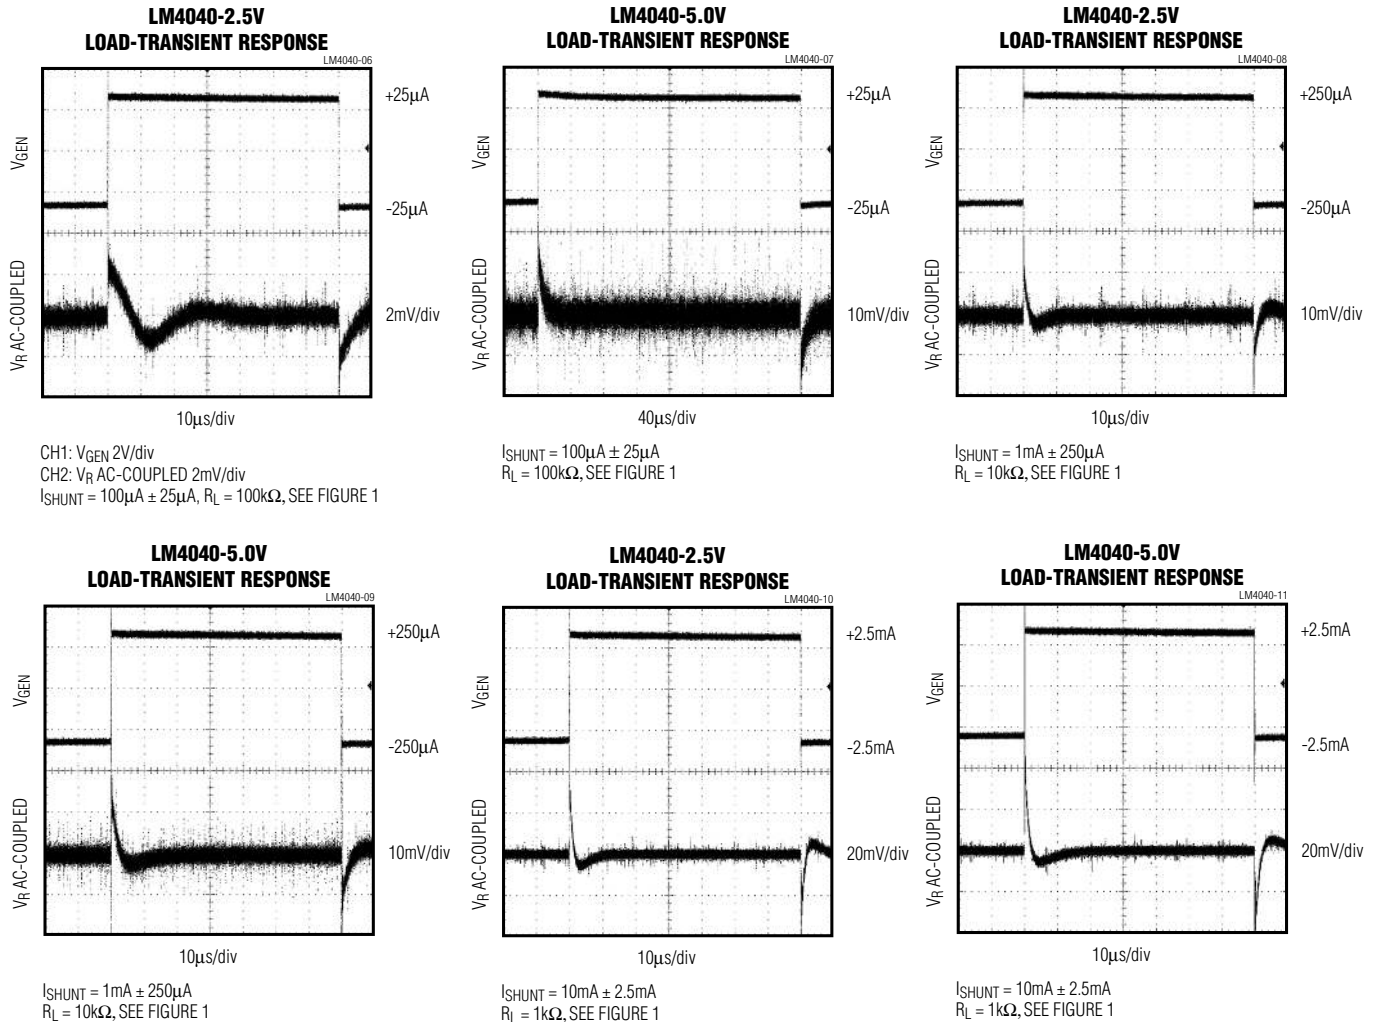 LM4040-2.5V
LOAD-TRANSIENT RESPONSE
LM4040-06
+25μA
VGEN
-25μA
VR AC-COUPLED
2mV/div
10μs/div
CH1: VGEN 2V/div
CH2: VR AC-COUPLED 2mV/div
ISHUNT = 100μA ± 25μA, RL = 100kΩ, SEE FIGURE 1
LM4040-5.0V
LOAD-TRANSIENT RESPONSE
LM4040-07
+25μA
VGEN
-25μA
VR AC-COUPLED
10mV/div
40μs/div
ISHUNT = 100μA ± 25μA
RL = 100kΩ, SEE FIGURE 1
LM4040-2.5V
LOAD-TRANSIENT RESPONSE
LM4040-08
+250μA
VGEN
-250μA
VR AC-COUPLED
10mV/div
10μs/div
ISHUNT = 1mA ± 250μA
RL = 10kΩ, SEE FIGURE 1
LM4040-5.0V
LOAD-TRANSIENT RESPONSE
LM4040-09
+250μA
VGEN
-250μA
VR AC-COUPLED
10mV/div
10μs/div
ISHUNT = 1mA ± 250μA
RL = 10kΩ, SEE FIGURE 1
LM4040-2.5V
LOAD-TRANSIENT RESPONSE
LM4040-10
+2.5mA
VGEN
-2.5mA
VR AC-COUPLED
20mV/div
10μs/div
ISHUNT = 10mA ± 2.5mA
RL = 1kΩ, SEE FIGURE 1
LM4040-5.0V
LOAD-TRANSIENT RESPONSE
LM4040-11
+2.5mA
VGEN
-2.5mA
VR AC-COUPLED
20mV/div
10μs/div
ISHUNT = 10mA ± 2.5mA
RL = 1kΩ, SEE FIGURE 1